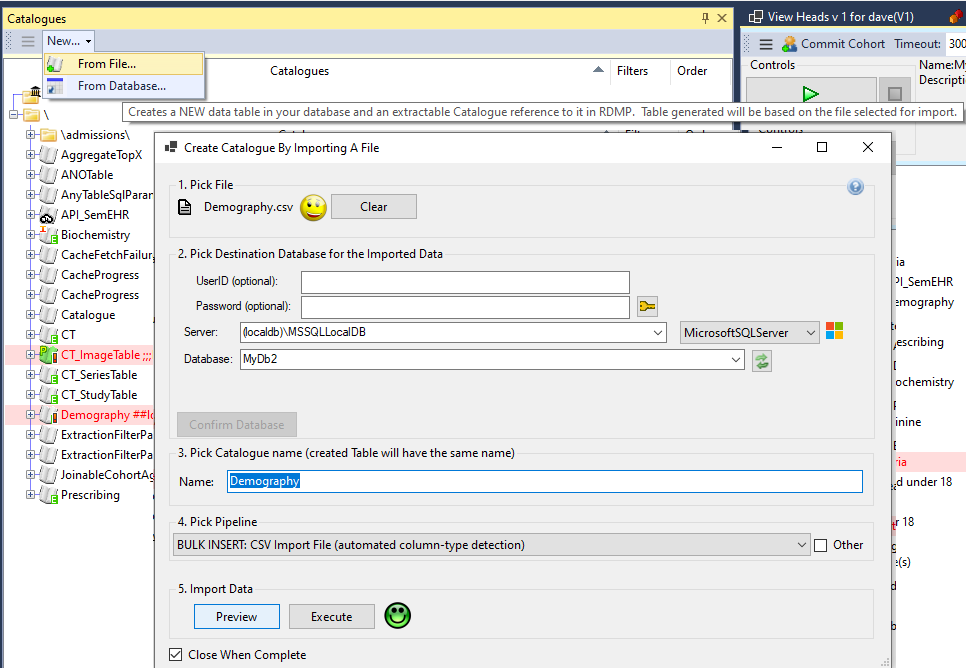 Catalogues
View Heads v 1 for dave(V1)
New...
Commit Cohort Timeout: 300
From File...
From Database...
Catalogues Filters Order
Controls
Name:My
Descripti
Creates a NEW data table in your database and an extractable Catalogue reference to it in RDMP. Table generated will be based on the file selected for import.
\
\admissions\
AggregateTopX
ANOTable
AnyTableSqlParan
API_SemEHR
Biochemistry
CacheFetchFailur
CacheProgress
CacheProgress
Catalogue
CT
CT_ImageTable ;;;
CT_SeriesTable
CT_StudyTable
Demography ##lo
ExtractionFilterPa
ExtractionFilterPa
JoinableCohortAg
Prescribing
Create Catalogue By Importing A File
1. Pick File
Demography.csv
Clear
2. Pick Destination Database for the Imported Data
UserID (optional):
Password (optional):
Server: (localdb)\MSSQLLocalDB MicrosoftSQLServer
Database: MyDb2
Confirm Database
3. Pick Catalogue name (created Table will have the same name)
Name: Demography
4. Pick Pipeline
BULK INSERT: CSV Import File (automated column-type detection) Other
5. Import Data
Preview Execute
Close When Complete
ia
PI_SemEHR
emography
escribing
ochemistry
inine
ria
d under 18
r 18
e(s)